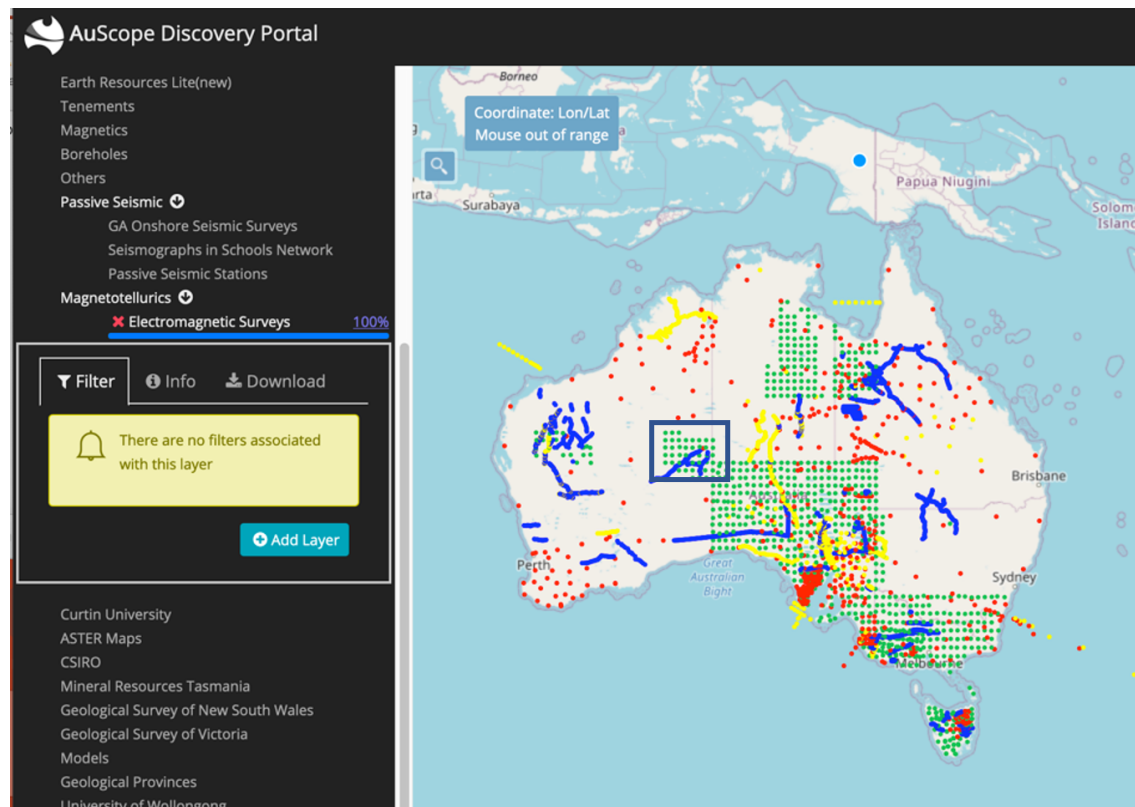 AuScope Discovery Portal
Earth Resources Lite(new)
Tenements
Magnetics
Boreholes
Others
Passive Seismic
GA Onshore Seismic Surveys
Seismographs in Schools Network
Passive Seismic Stations
Magnetotellurics
Electromagnetic Surveys 100%
Filter Info Download
There are no filters associated
with this layer
Add Layer
Curtin University
ASTER Maps
CSIRO
Mineral Resources Tasmania
Geological Survey of New South Wales
Geological Survey of Victoria
Models
Geological Provinces
University of Wollongong
Borneo
Coordinate: Lon/Lat
Mouse out of range
Surabaya
Papua Niugini
Brisbane
Perth
Great
Australian
Bight
Sydney
Melbourne